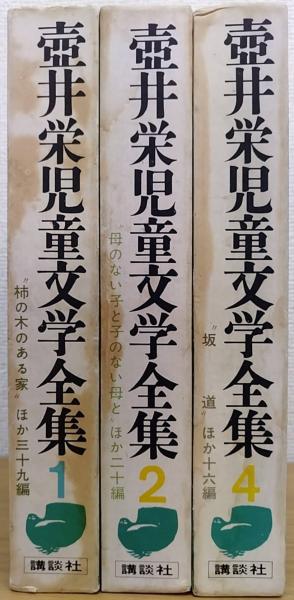 壺井栄児童文学全集
"柿の木のある家" ほか三十九編
1
講談社
壺井栄児童文学全集
"母のない子と子のない母と" ほか二十編
2
講談社
壺井栄児童文学全集
"坂道" ほか十六編
4
講談社